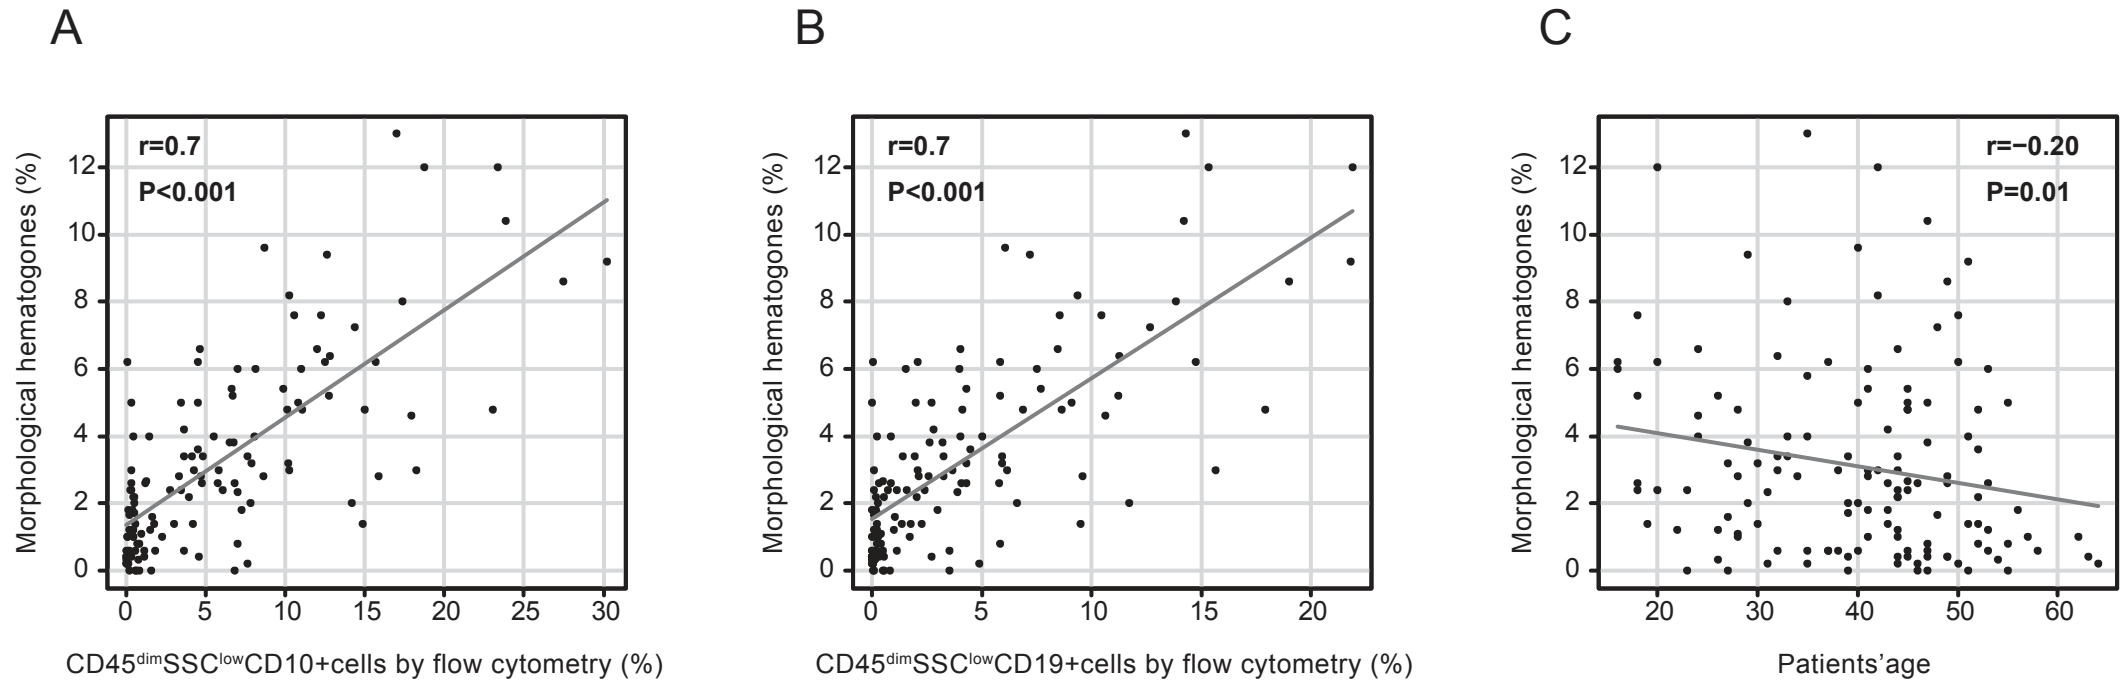 A
B
C
r=0.7
P<0.001
r=0.7
P<0.001
r=−0.20
P=0.01
Morphological hematogones (%)
12
10
8
6
4
2
0
0 5 10 15 20 25 30
CD45dimSSClowCD10+cells by flow cytometry (%)
Morphological hematogones (%)
12
10
8
6
4
2
0
0 5 10 15 20
CD45dimSSClowCD19+cells by flow cytometry (%)
Morphological hematogones (%)
12
10
8
6
4
2
0
20 30 40 50 60
Patients’age